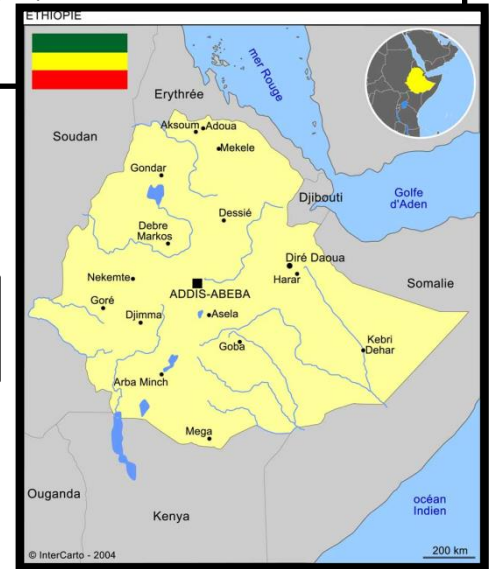 ETHIOPIE
mer Rouge
Erythrée
Soudan
Aksoum
Adoua
Mekele
Gondar
Djibouti
Golfe
d'Aden
Dessié
Debre
Markos
Diré Daoua
Nekemte
Harar
Somalie
ADDIS-ABEBA
Goré
Djimma
Asela
Goba
Kebri
Dehar
Arba Minch
Mega
Ouganda
Kenya
océan
Indien
© InterCarto - 2004
200 km